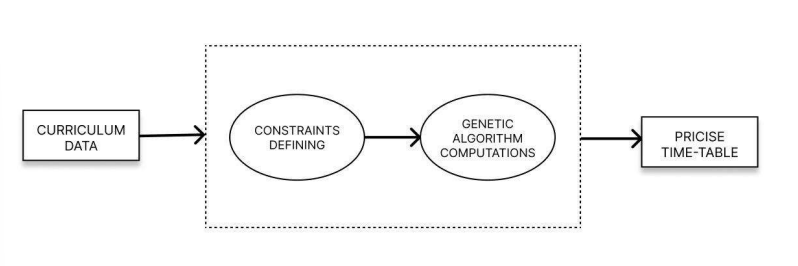 CURRICULUM
DATA
CONSTRAINTS
DEFINING
GENETIC
ALGORITHM
COMPUTATIONS
PRICISE
TIME-TABLE